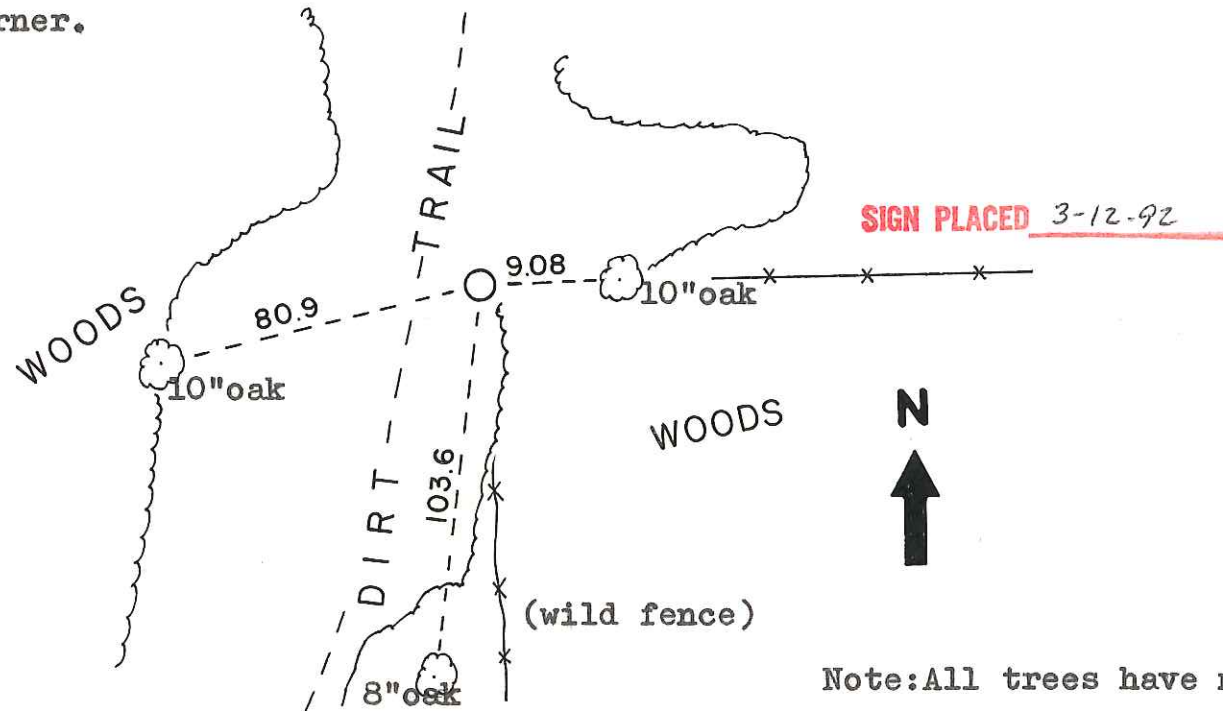 rner.
TRAIL
SIGN PLACED 3-12-92
9.08
10"oak
80.9
WOODS
10"oak
WOODS
N
103.6
DIRT
(wild fence)
8"oak
Note:All trees have